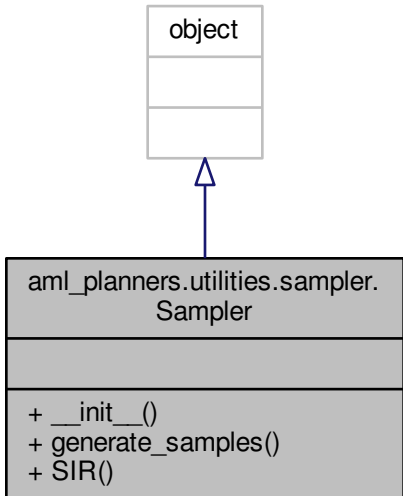 object
aml_planners.utilities.sampler.
Sampler
+ __init__()
+ generate_samples()
+ SIR()